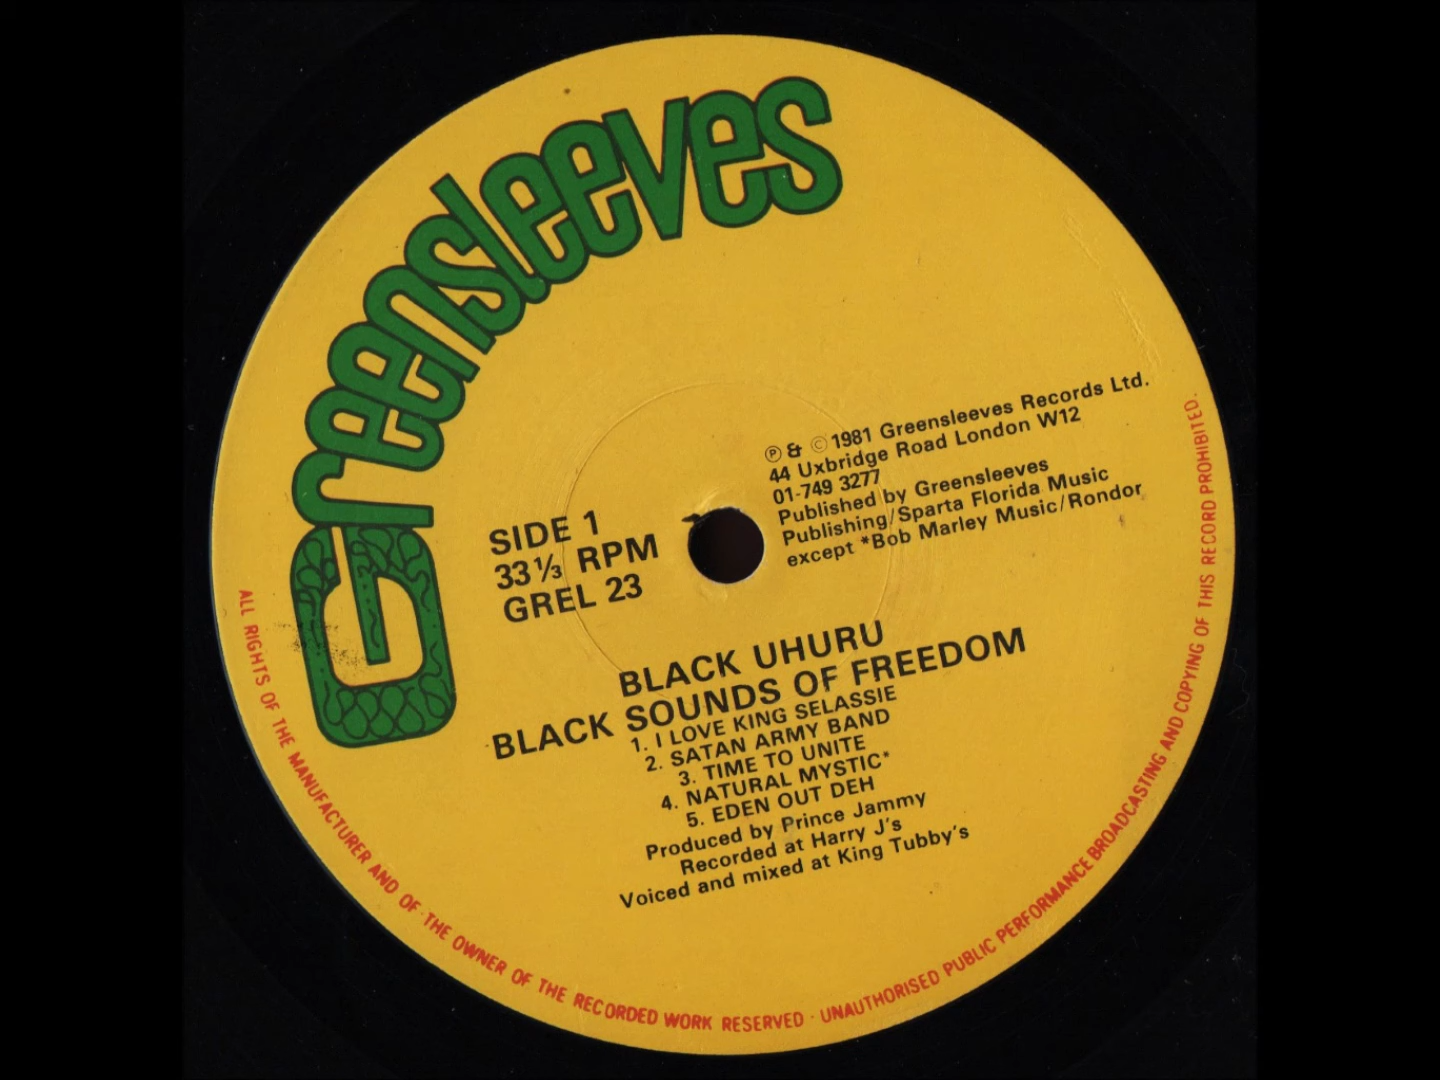 Greensleeves
SIDE 1
33⅓ RPM
GREL 23
℗ & © 1981 Greensleeves Records Ltd.
44 Uxbridge Road London W12
01-749 3277
Published by Greensleeves
Publishing/Sparta Florida Music
except *Bob Marley Music/Rondor
BLACK UHURU
BLACK SOUNDS OF FREEDOM
1. I LOVE KING SELASSIE
2. SATAN ARMY BAND
3. TIME TO UNITE
4. NATURAL MYSTIC*
5. EDEN OUT DEH
Produced by Prince Jammy
Recorded at Harry J's
Voiced and mixed at King Tubby's
ALL RIGHTS OF THE MANUFACTURER AND OF THE OWNER OF THE RECORDED WORK RESERVED · UNAUTHORISED PUBLIC PERFORMANCE BROADCASTING AND COPYING OF THIS RECORD PROHIBITED.